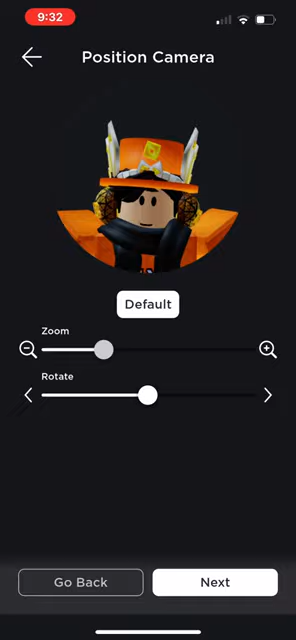 9:32
Position Camera
Default
Zoom
Rotate
Go Back
Next